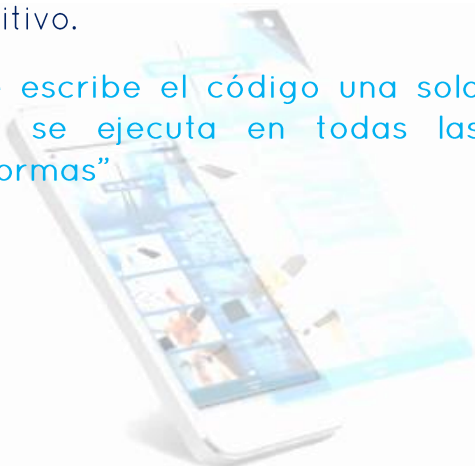 itivo.
escribe el código una sola
se ejecuta en todas las
ormas”